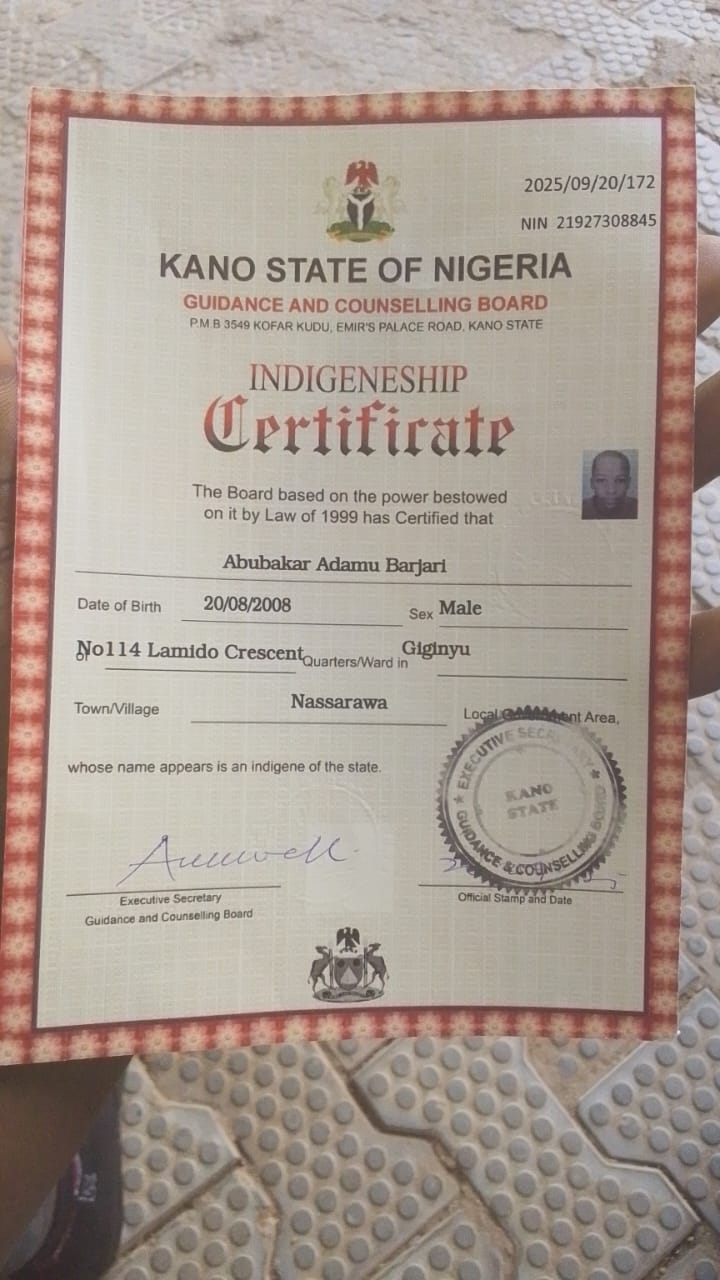 2025/09/20/172
NIN 21927308845
KANO STATE OF NIGERIA
GUIDANCE AND COUNSELLING BOARD
P.M.B 3549 KOFAR KUDU, EMIR'S PALACE ROAD, KANO STATE
INDIGENESHIP
Certificate
The Board based on the power bestowed
on it by Law of 1999 has Certified that
Abubakar Adamu Barjari
Date of Birth 20/08/2008 Sex Male
of No114 Lamido Crescent Quarters/Ward in Giginyu
Town/Village Nassarawa Local Government Area,
whose name appears is an indigene of the state.
EXECUTIVE SECRETARY
KANO
STATE
GUIDANCE & COUNSELLING BOARD
Executive Secretary
Guidance and Counselling Board
Official Stamp and Date